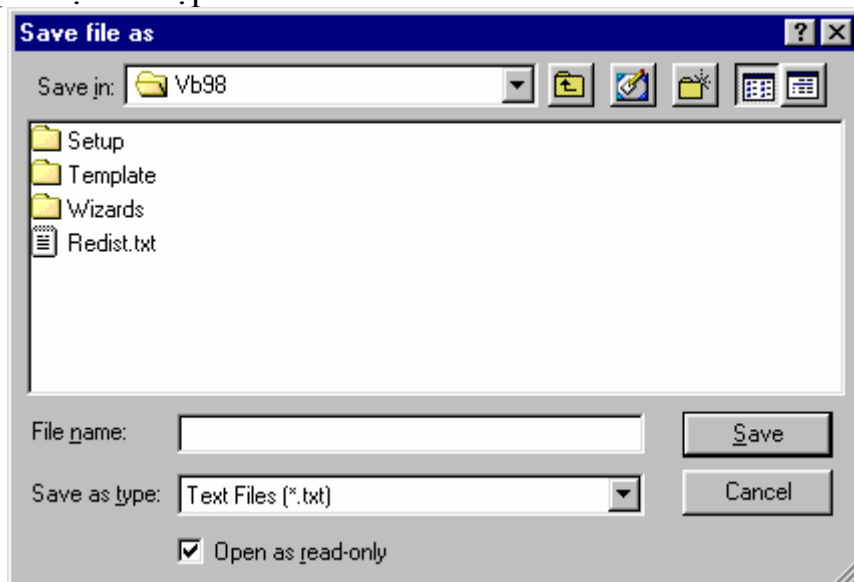 Save file as
Save in: Vb98
Setup
Template
Wizards
Redist.txt
File name:
Save
Save as type: Text Files (*.txt)
Cancel
Open as read-only